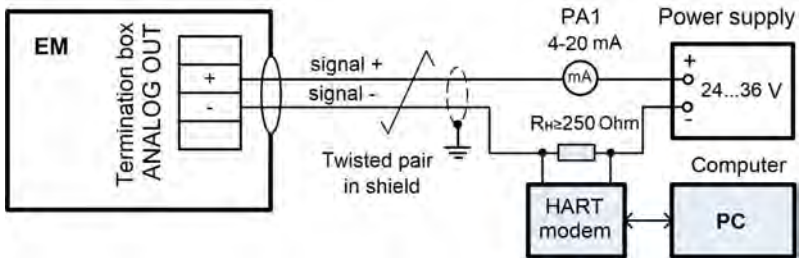 EM
Termination box
ANALOG OUT
+
-
signal +
signal -
Twisted pair
in shield
PA1
4-20 mA
mA
Power supply
+
24...36 V
-
RH≥250 Ohm
HART
modem
Computer
PC